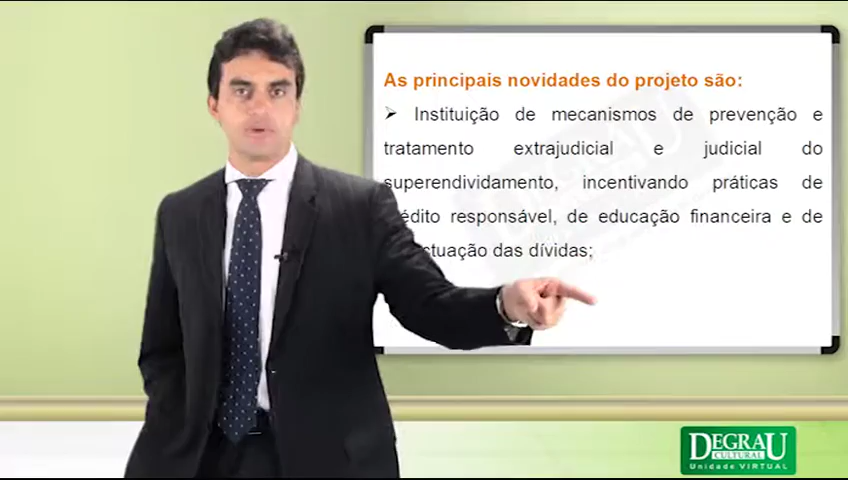 As principais novidades do projeto são:
Instituição de mecanismos de prevenção e
tratamento extrajudicial e judicial do
superendividamento, incentivando práticas de
responsável, de educação financeira e de
das dívidas;
DEGRAU
CULTURAL
Unidade VIRTUAL